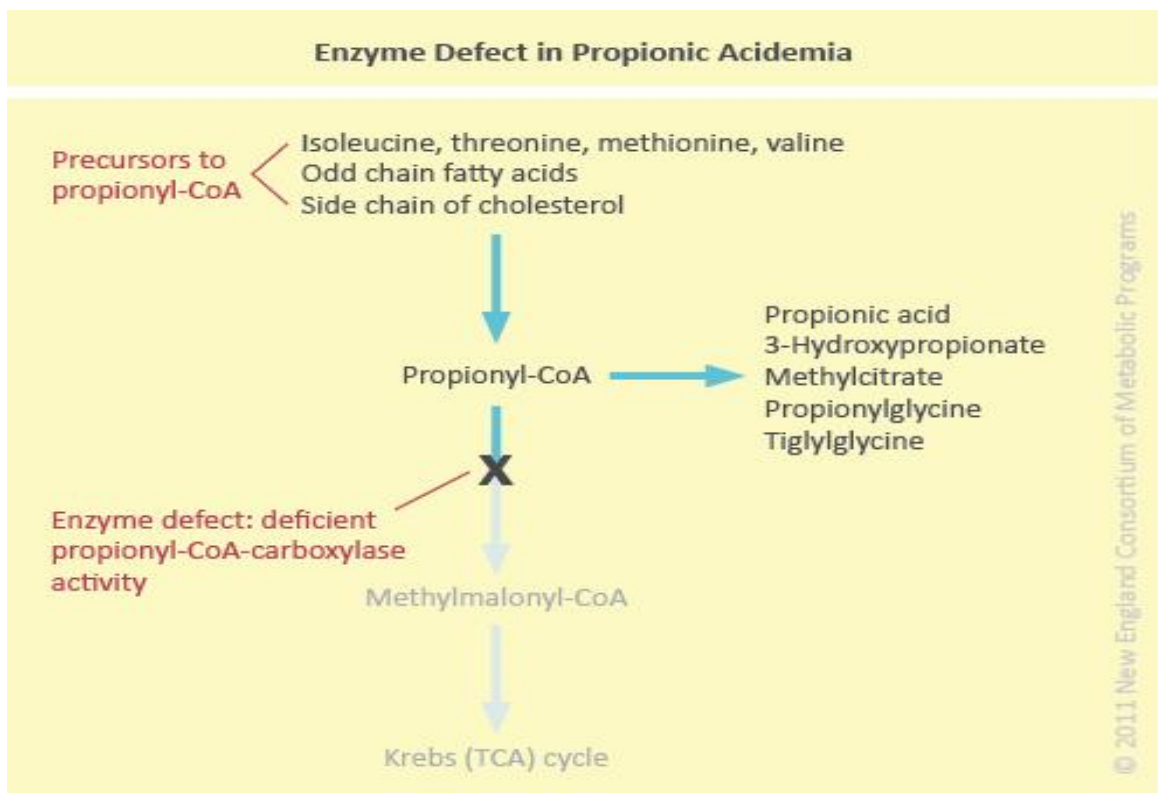 Enzyme Defect in Propionic Acidemia
Precursors to
propionyl-CoA
Isoleucine, threonine, methionine, valine
Odd chain fatty acids
Side chain of cholesterol
Propionyl-CoA
Propionic acid
3-Hydroxypropionate
Methylcitrate
Propionylglycine
Tiglylglycine
X
Enzyme defect: deficient
propionyl-CoA-carboxylase
activity
Methylmalonyl-CoA
Krebs (TCA) cycle
© 2011 New England Consortium of Metabolic Programs